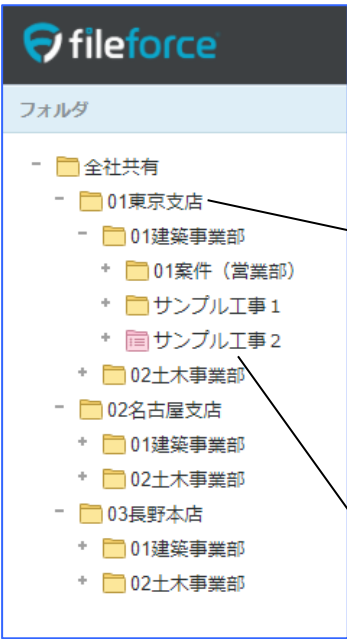 fileforce
フォルダ
全社共有
01東京支店
01建築事業部
01案件（営業部）
サンプル工事１
サンプル工事２
02土木事業部
02名古屋支店
01建築事業部
02土木事業部
03長野本店
01建築事業部
02土木事業部